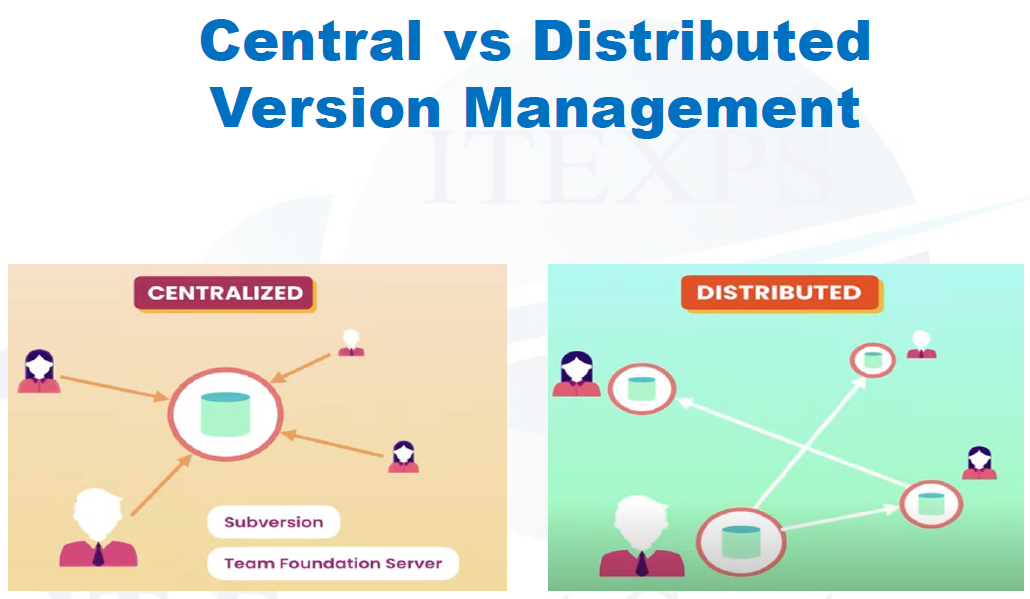 Central vs Distributed
Version Management
ITEXPS
CENTRALIZED
Subversion
Team Foundation Server
DISTRIBUTED